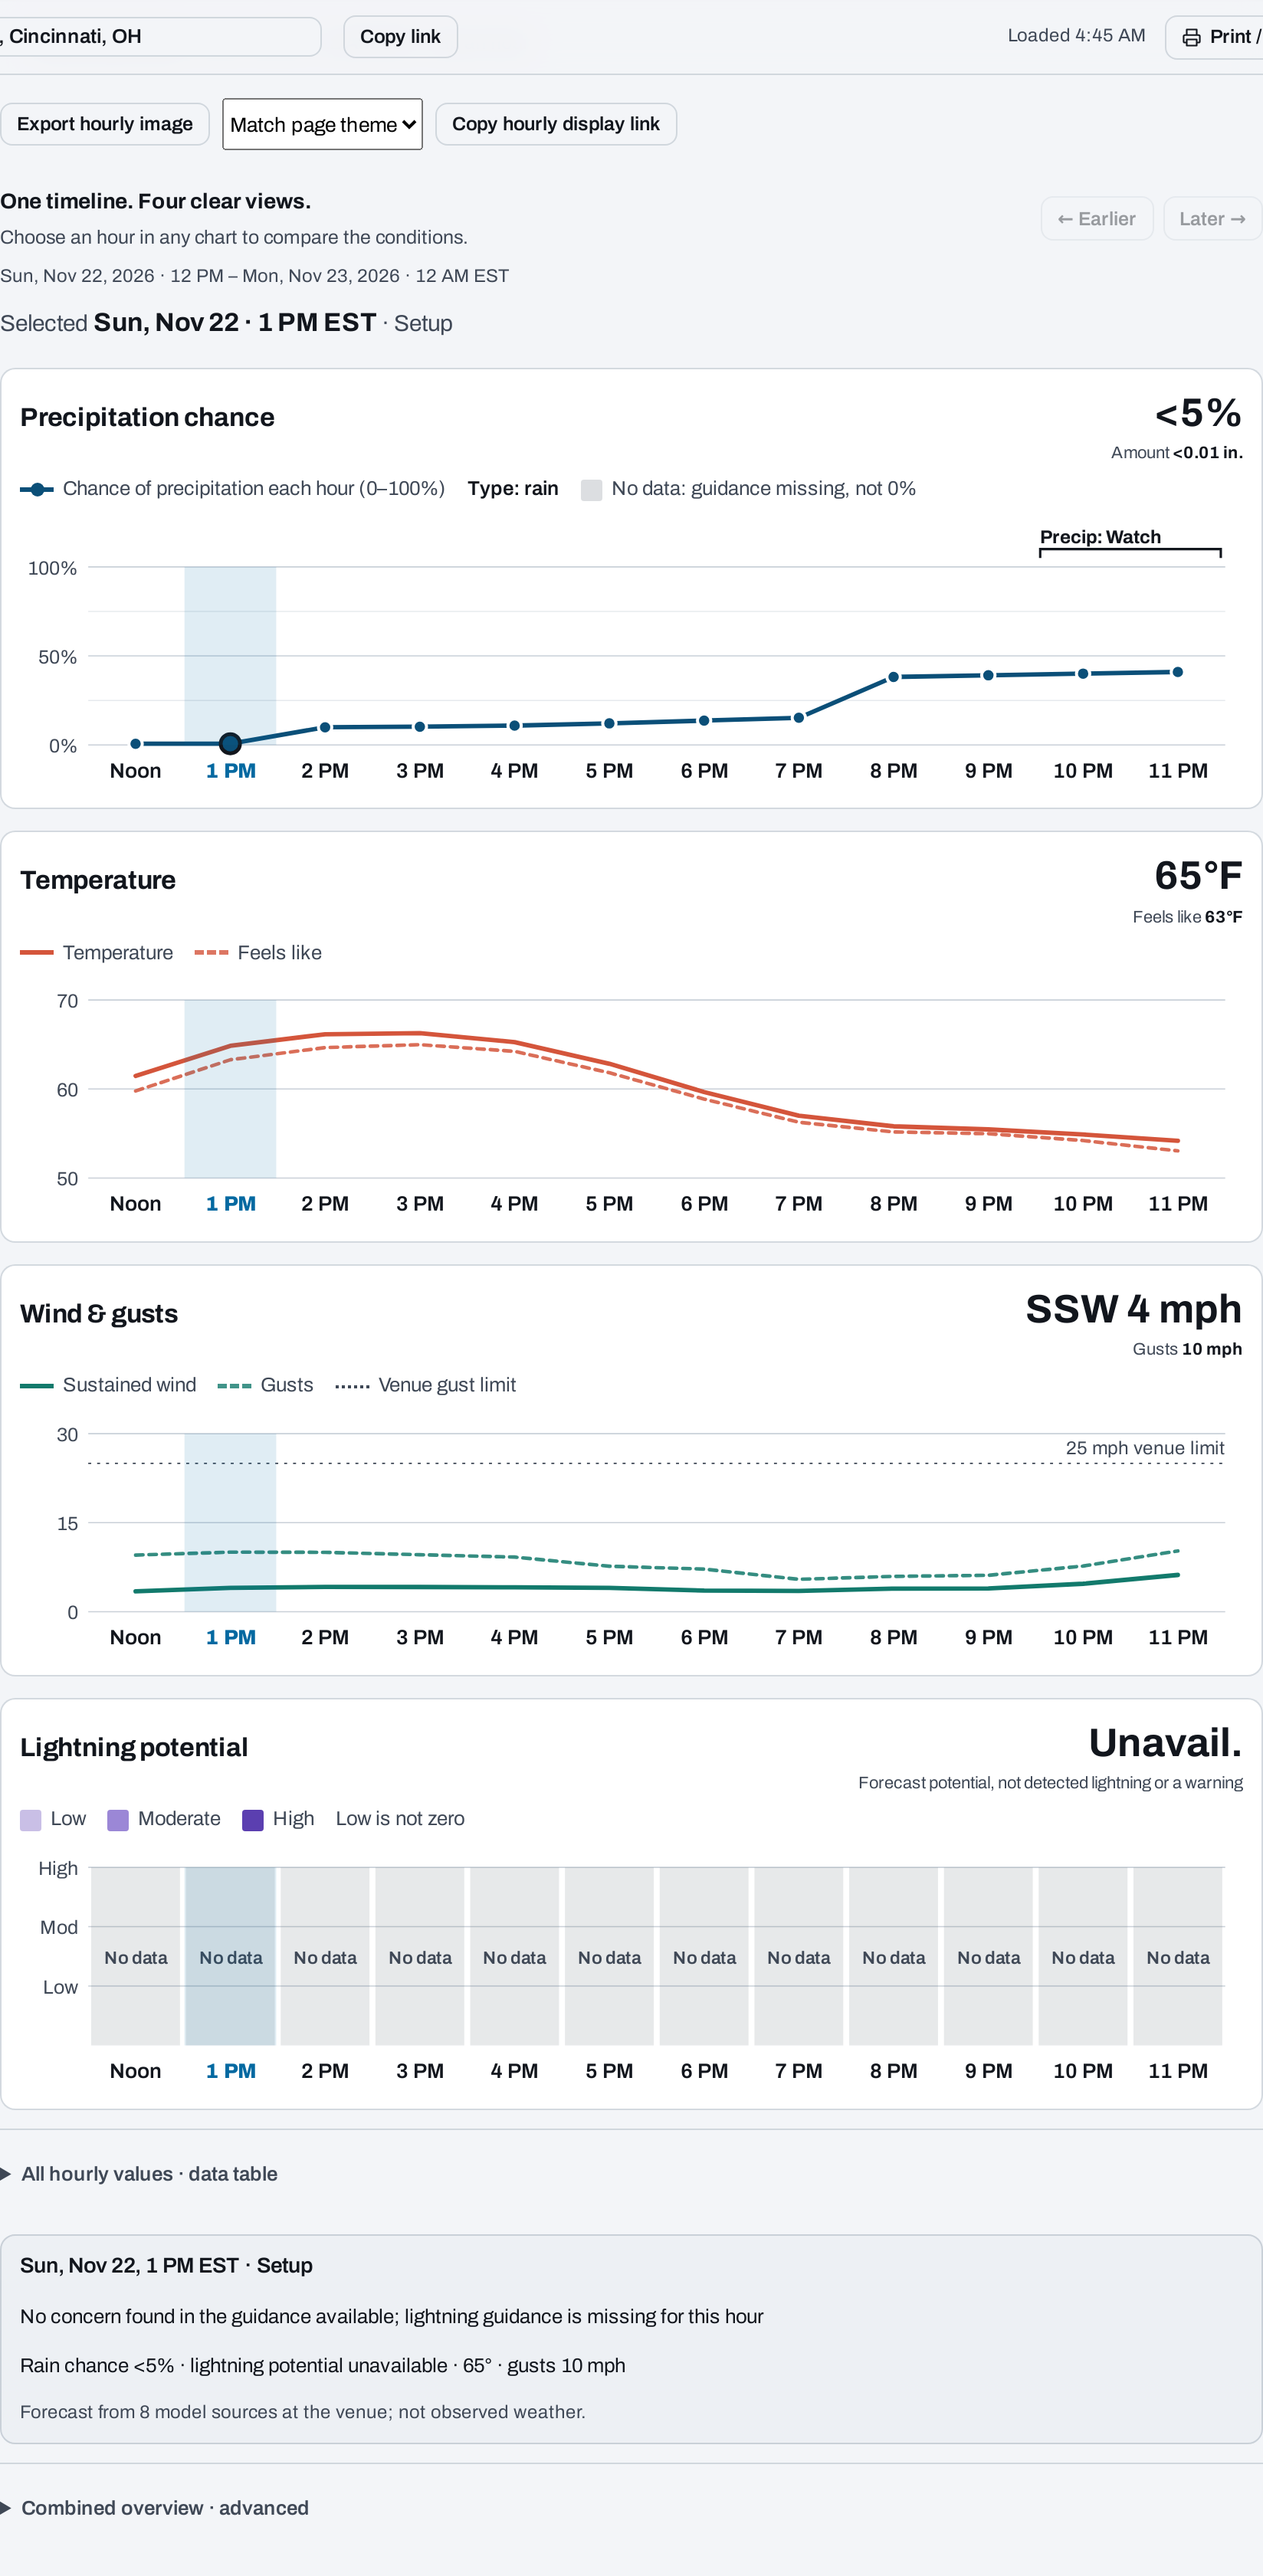 , Cincinnati, OH
Copy link
Loaded 4:45 AM
Print /
Export hourly image
Match page theme
Copy hourly display link
One timeline. Four clear views.
Choose an hour in any chart to compare the conditions.
← Earlier
Later →
Sun, Nov 22, 2026 · 12 PM – Mon, Nov 23, 2026 · 12 AM EST
Selected Sun, Nov 22 · 1 PM EST · Setup
Precipitation chance
<5%
Amount <0.01 in.
Chance of precipitation each hour (0–100%)
Type: rain
No data: guidance missing, not 0%
Precip: Watch
100%
50%
0%
Noon 1 PM 2 PM 3 PM 4 PM 5 PM 6 PM 7 PM 8 PM 9 PM 10 PM 11 PM
Temperature
65°F
Feels like 63°F
Temperature
Feels like
70
60
50
Noon 1 PM 2 PM 3 PM 4 PM 5 PM 6 PM 7 PM 8 PM 9 PM 10 PM 11 PM
Wind & gusts
SSW 4 mph
Gusts 10 mph
Sustained wind
Gusts
Venue gust limit
30
25 mph venue limit
15
0
Noon 1 PM 2 PM 3 PM 4 PM 5 PM 6 PM 7 PM 8 PM 9 PM 10 PM 11 PM
Lightning potential
Unavail.
Forecast potential, not detected lightning or a warning
Low
Moderate
High
Low is not zero
High
Mod
No data No data No data No data No data No data No data No data No data No data No data No data
Low
Noon 1 PM 2 PM 3 PM 4 PM 5 PM 6 PM 7 PM 8 PM 9 PM 10 PM 11 PM
All hourly values · data table
Sun, Nov 22, 1 PM EST · Setup
No concern found in the guidance available; lightning guidance is missing for this hour
Rain chance <5% · lightning potential unavailable · 65° · gusts 10 mph
Forecast from 8 model sources at the venue; not observed weather.
Combined overview · advanced